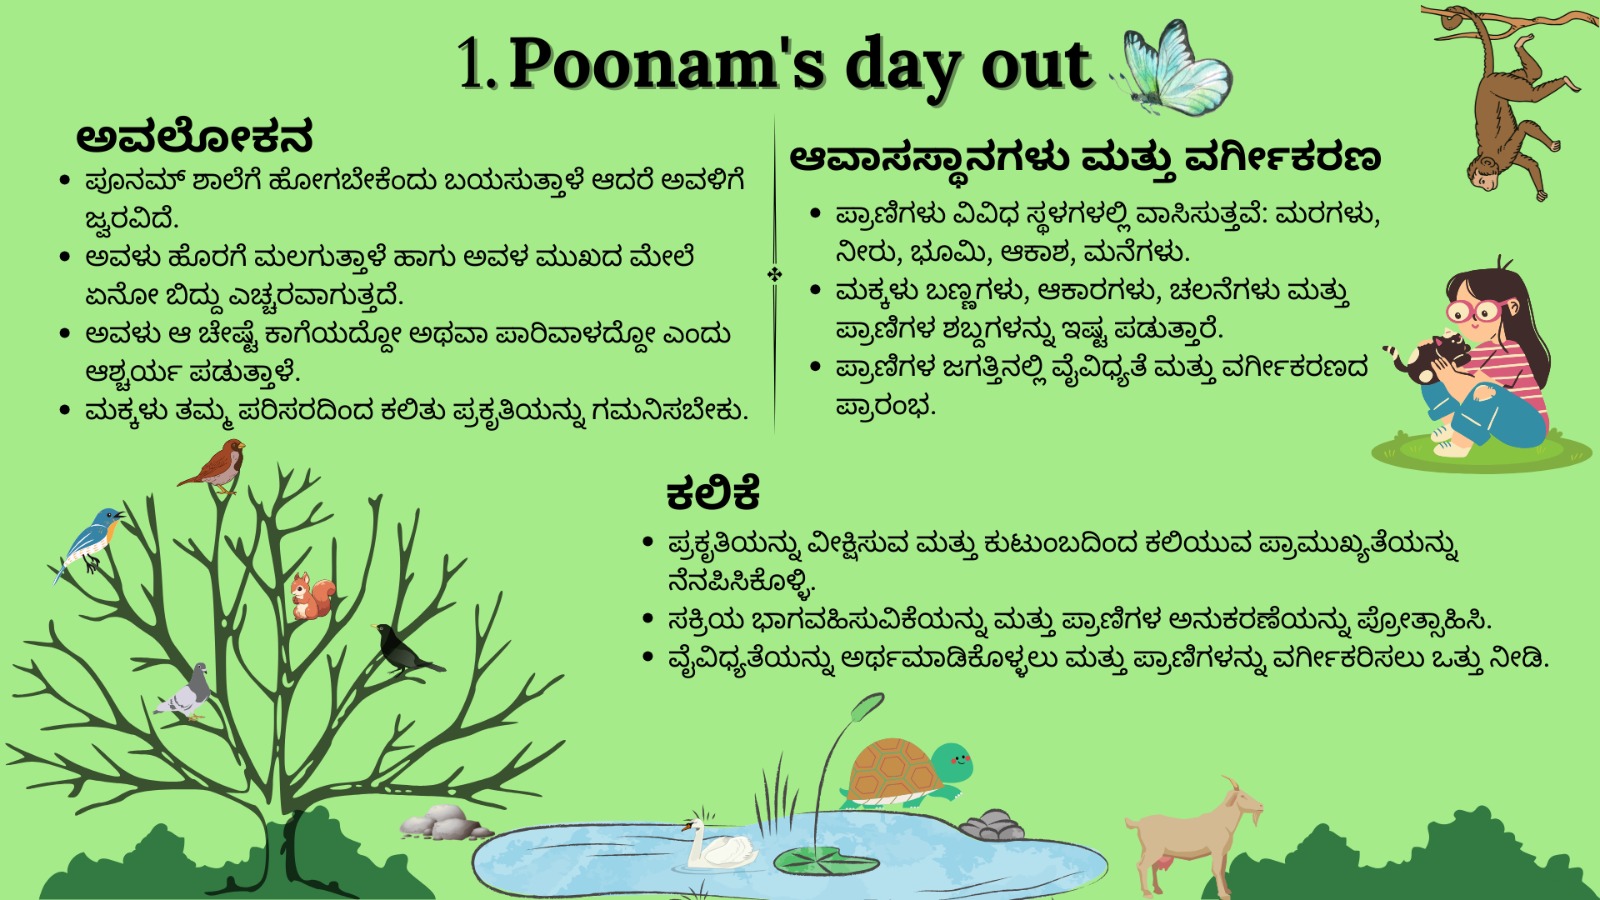 1. Poonam's day out
ಅವಲೋಕನ
• ಪೂನಮ್ ಶಾಲೆಗೆ ಹೋಗಬೇಕೆಂದು ಬಯಸುತ್ತಾಳೆ ಆದರೆ ಅವಳಿಗೆ
ಜ್ವರವಿದೆ.
• ಅವಳು ಹೊರಗೆ ಮಲಗುತ್ತಾಳೆ ಹಾಗು ಅವಳ ಮುಖದ ಮೇಲೆ
ಏನೋ ಬಿದ್ದು ಎಚ್ಚರವಾಗುತ್ತದೆ.
• ಅವಳು ಆ ಚೇಷ್ಟೆ ಕಾಗೆಯದ್ದೋ ಅಥವಾ ಪಾರಿವಾಳದ್ದೋ ಎಂದು
ಆಶ್ಚರ್ಯ ಪಡುತ್ತಾಳೆ.
• ಮಕ್ಕಳು ತಮ್ಮ ಪರಿಸರದಿಂದ ಕಲಿತು ಪ್ರಕೃತಿಯನ್ನು ಗಮನಿಸಬೇಕು.
ಆವಾಸಸ್ಥಾನಗಳು ಮತ್ತು ವರ್ಗೀಕರಣ
• ಪ್ರಾಣಿಗಳು ವಿವಿಧ ಸ್ಥಳಗಳಲ್ಲಿ ವಾಸಿಸುತ್ತವೆ: ಮರಗಳು,
ನೀರು, ಭೂಮಿ, ಆಕಾಶ, ಮನೆಗಳು.
• ಮಕ್ಕಳು ಬಣ್ಣಗಳು, ಆಕಾರಗಳು, ಚಲನೆಗಳು ಮತ್ತು
ಪ್ರಾಣಿಗಳ ಶಬ್ದಗಳನ್ನು ಇಷ್ಟ ಪಡುತ್ತಾರೆ.
• ಪ್ರಾಣಿಗಳ ಜಗತ್ತಿನಲ್ಲಿ ವೈವಿಧ್ಯತೆ ಮತ್ತು ವರ್ಗೀಕರಣದ
ಪ್ರಾರಂಭ.
ಕಲಿಕೆ
• ಪ್ರಕೃತಿಯನ್ನು ವೀಕ್ಷಿಸುವ ಮತ್ತು ಕುಟುಂಬದಿಂದ ಕಲಿಯುವ ಪ್ರಾಮುಖ್ಯತೆಯನ್ನು
ನೆನಪಿಸಿಕೊಳ್ಳಿ.
• ಸಕ್ರಿಯ ಭಾಗವಹಿಸುವಿಕೆಯನ್ನು ಮತ್ತು ಪ್ರಾಣಿಗಳ ಅನುಕರಣೆಯನ್ನು ಪ್ರೋತ್ಸಾಹಿಸಿ.
• ವೈವಿಧ್ಯತೆಯನ್ನು ಅರ್ಥಮಾಡಿಕೊಳ್ಳಲು ಮತ್ತು ಪ್ರಾಣಿಗಳನ್ನು ವರ್ಗೀಕರಿಸಲು ಒತ್ತು ನೀಡಿ.